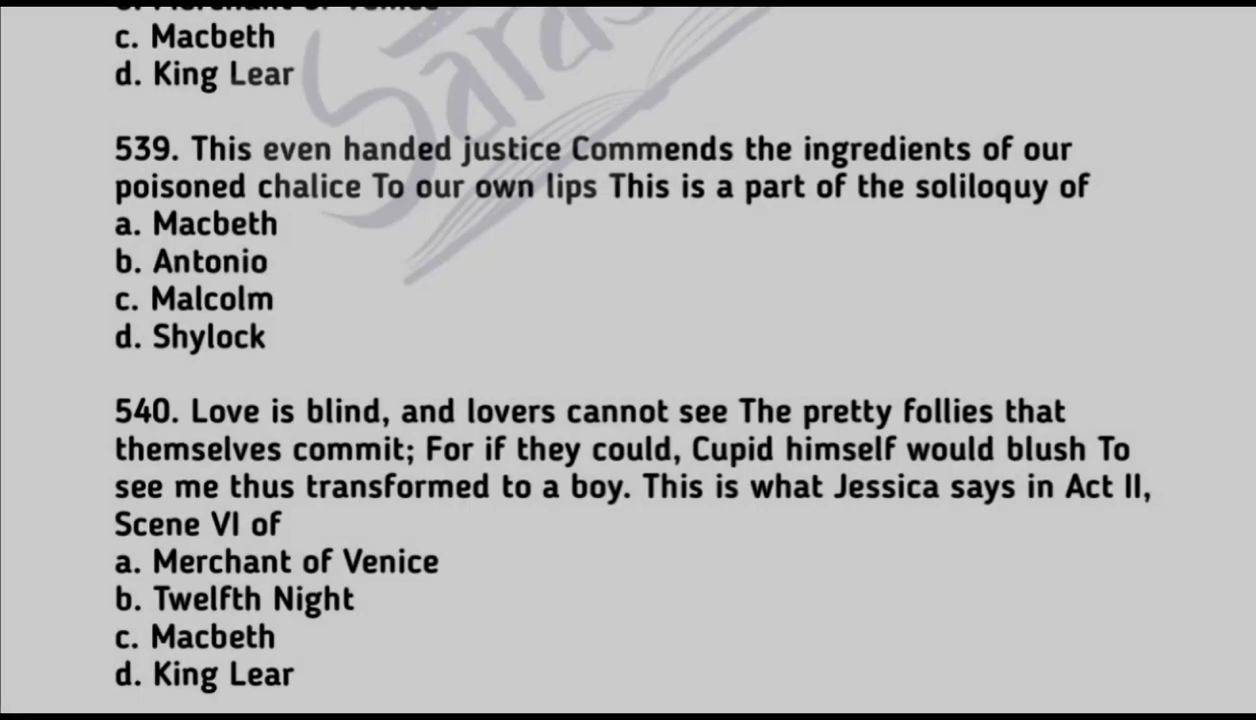 c. Macbeth
d. King Lear
539. This even handed justice Commends the ingredients of our
poisoned chalice To our own lips This is a part of the soliloquy of
a. Macbeth
b. Antonio
c. Malcolm
d. Shylock
540. Love is blind, and lovers cannot see The pretty follies that
themselves commit; For if they could, Cupid himself would blush To
see me thus transformed to a boy. This is what Jessica says in Act II,
Scene VI of
a. Merchant of Venice
b. Twelfth Night
c. Macbeth
d. King Lear